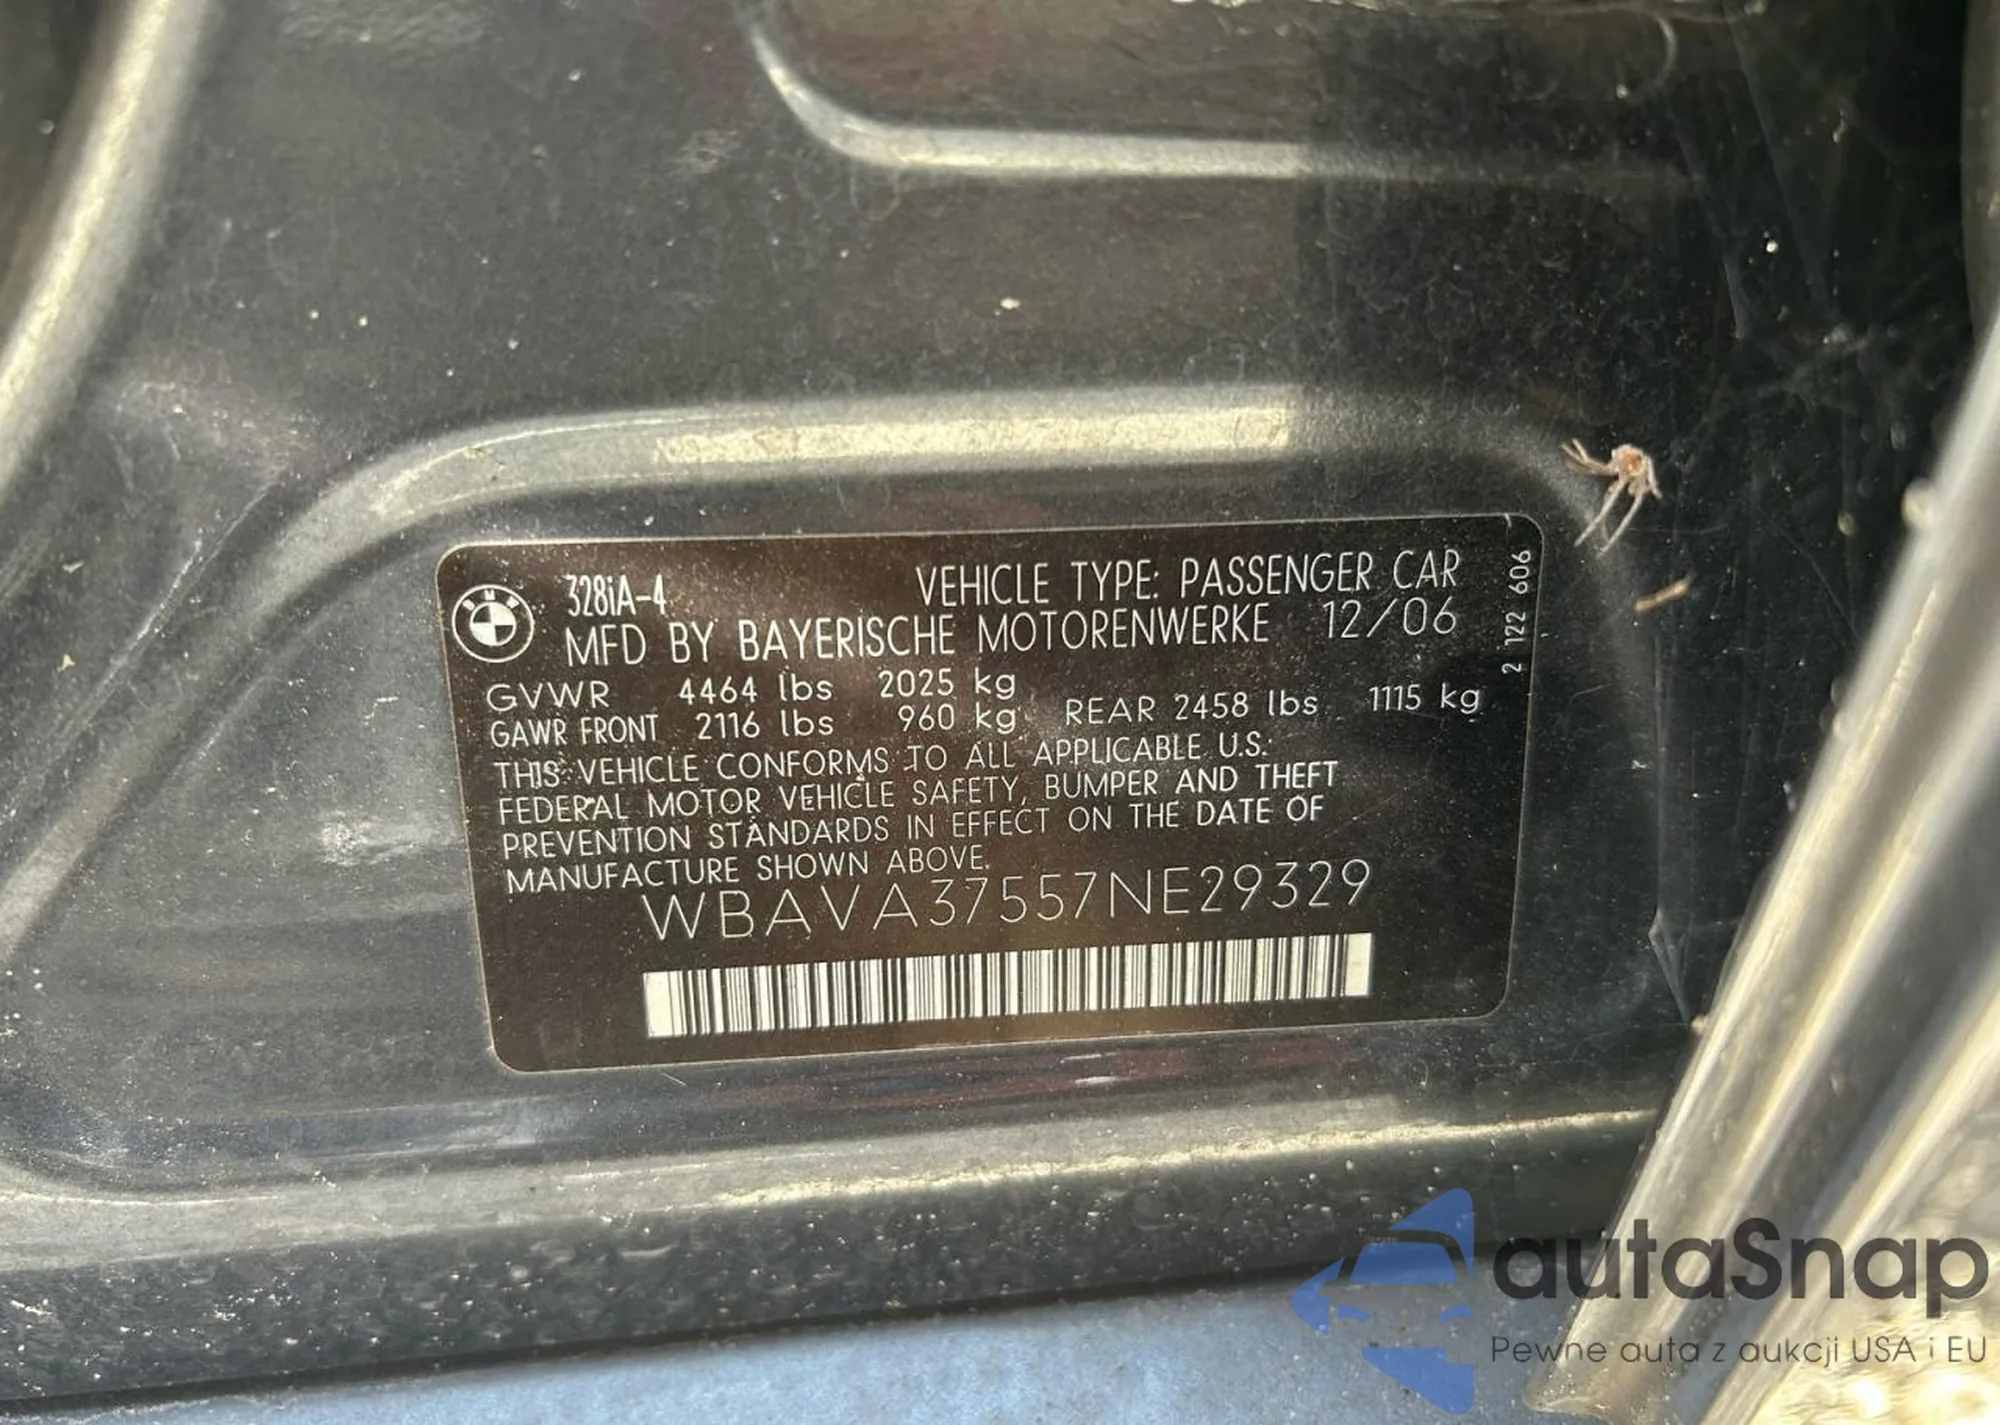 328iA-4
VEHICLE TYPE: PASSENGER CAR
MFD BY BAYERISCHE MOTORENWERKE 12/06
GVWR 4464 lbs 2025 kg
GAWR FRONT 2116 lbs 960 kg REAR 2458 lbs 1115 kg
THIS VEHICLE CONFORMS TO ALL APPLICABLE U.S.
FEDERAL MOTOR VEHICLE SAFETY, BUMPER AND THEFT
PREVENTION STANDARDS IN EFFECT ON THE DATE OF
MANUFACTURE SHOWN ABOVE.
WBAVA37557NE29329
2 122 606
autaSnap
Pewne auta z aukcji USA i EU